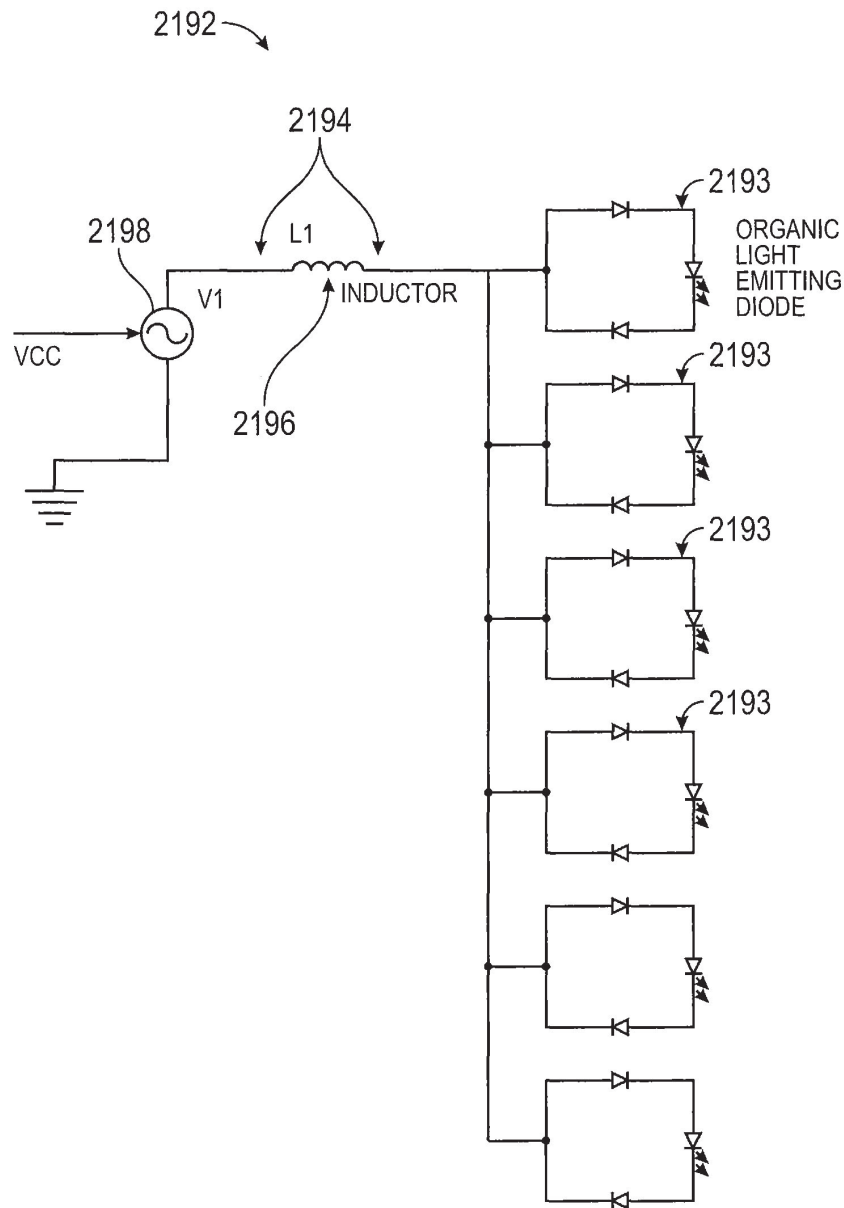 2192
2194
2193
2198
L1
ORGANIC
LIGHT
EMITTING
DIODE
V1
INDUCTOR
VCC
2193
2196
2193
2193